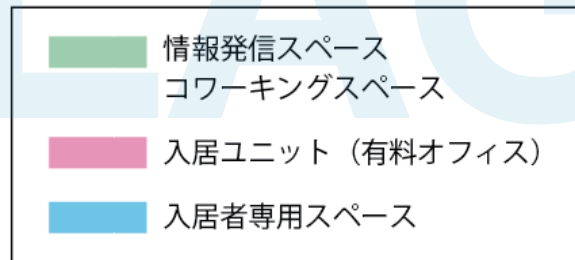 情報発信スペース
コワーキングスペース
入居ユニット（有料オフィス）
入居者専用スペース